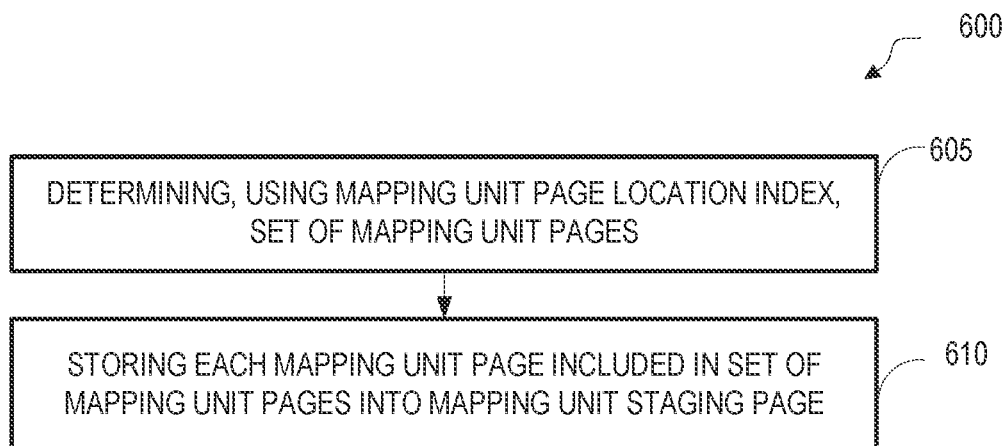 600
605
DETERMINING, USING MAPPING UNIT PAGE LOCATION INDEX,
SET OF MAPPING UNIT PAGES
STORING EACH MAPPING UNIT PAGE INCLUDED IN SET OF
MAPPING UNIT PAGES INTO MAPPING UNIT STAGING PAGE
610